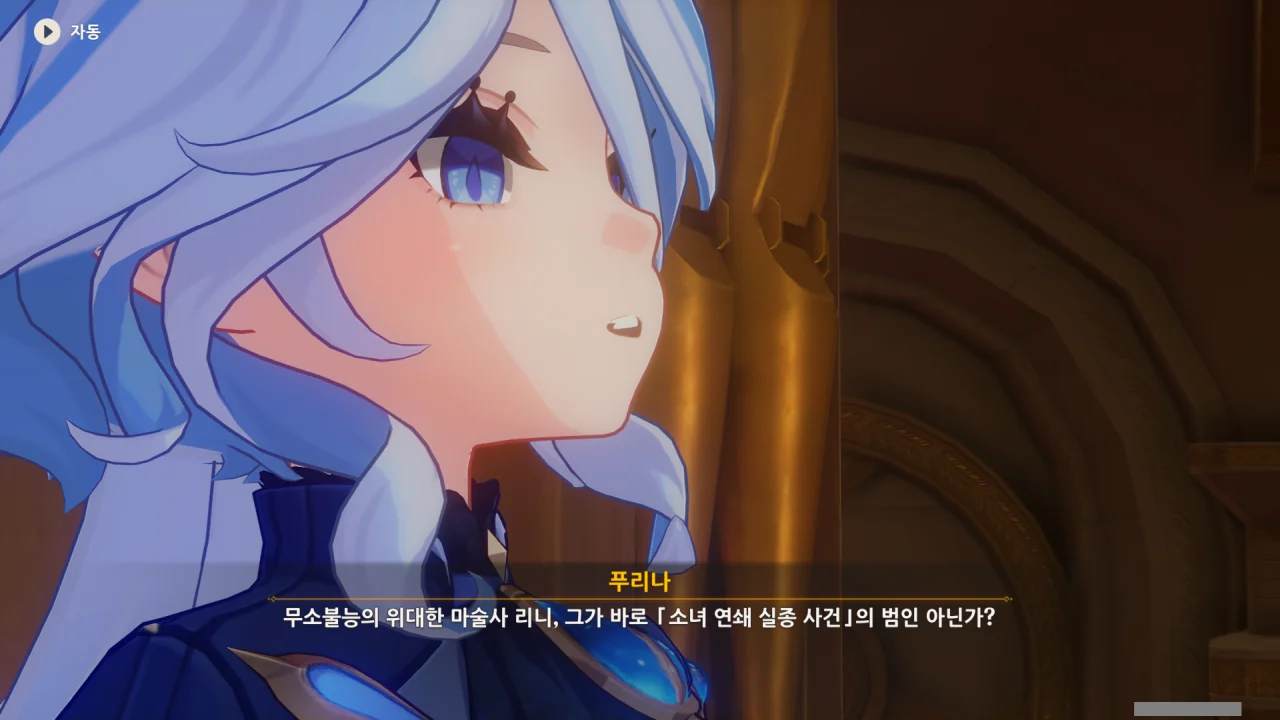 자동
푸리나
무소불능의 위대한 마술사 리니, 그가 바로 「소녀 연쇄 실종 사건」의 범인 아닌가?